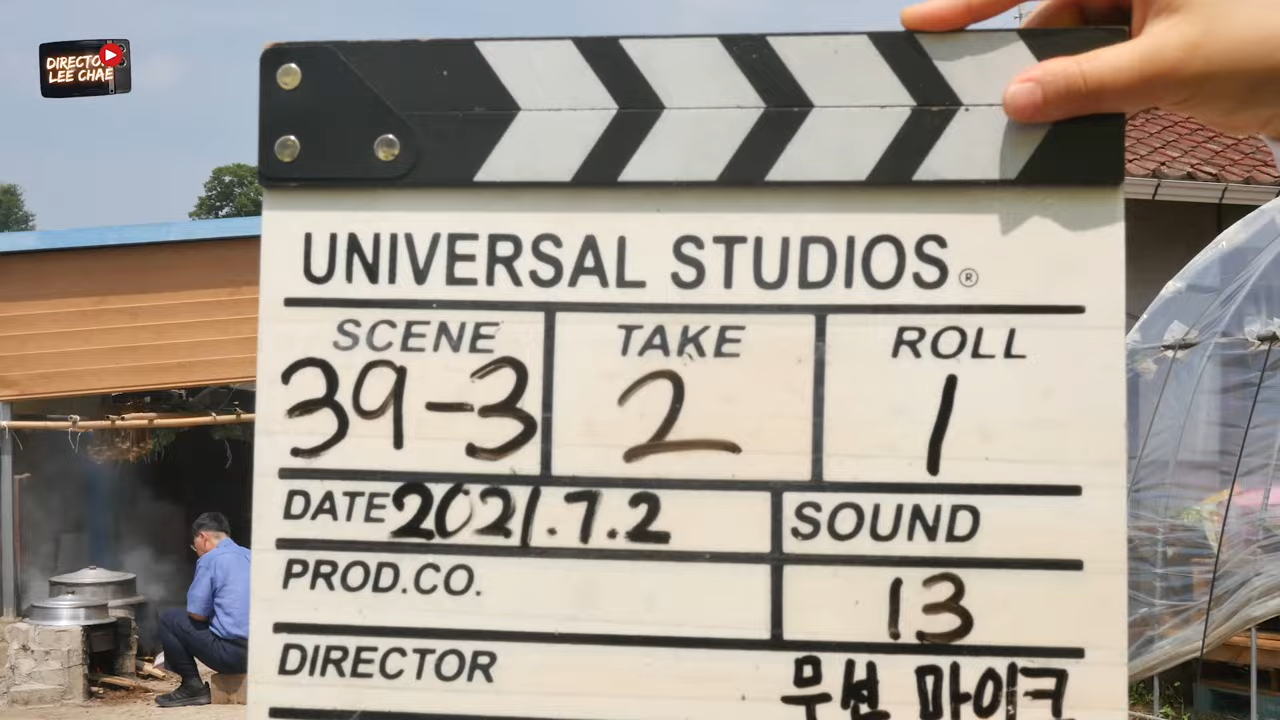 DIRECTOR
LEE CHAE
UNIVERSAL STUDIOS®
SCENE TAKE ROLL
39-3 2 1
DATE 2021.7.2 SOUND
PROD.CO. 13
DIRECTOR
무선 마이크